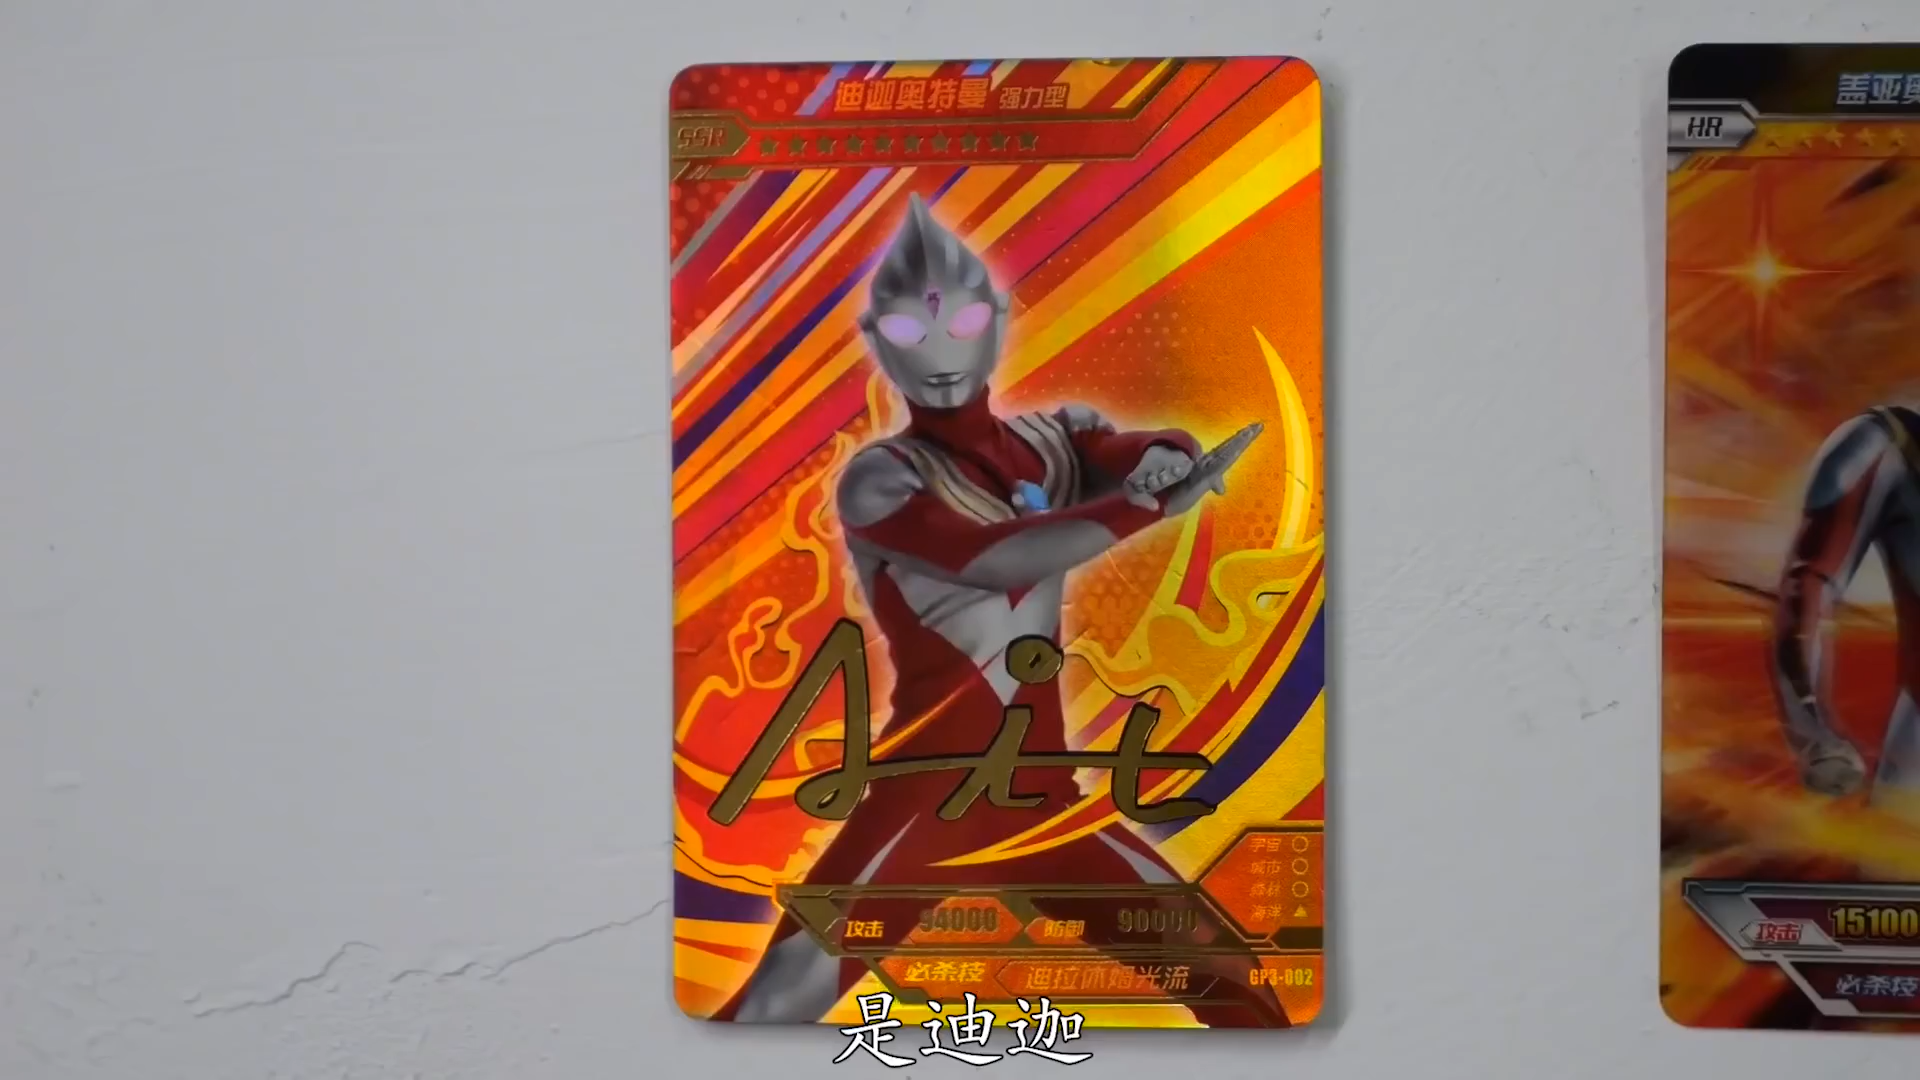 迪迦奥特曼 强力型
SSR
Ait
宇宙 ○
城市 ○
森林 ○
海洋 ▲
攻击 94000 防御 90000
必杀技 迪拉休姆光流
GP3-002
盖亚奥
HR
攻击 15100
必杀技
是迪迦